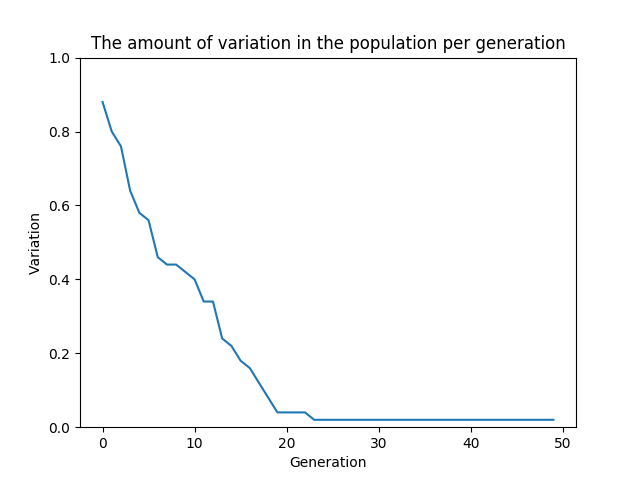 The amount of variation in the population per generation
1.0
0.8
0.6
0.4
0.2
0.0
Variation
0 10 20 30 40 50
Generation